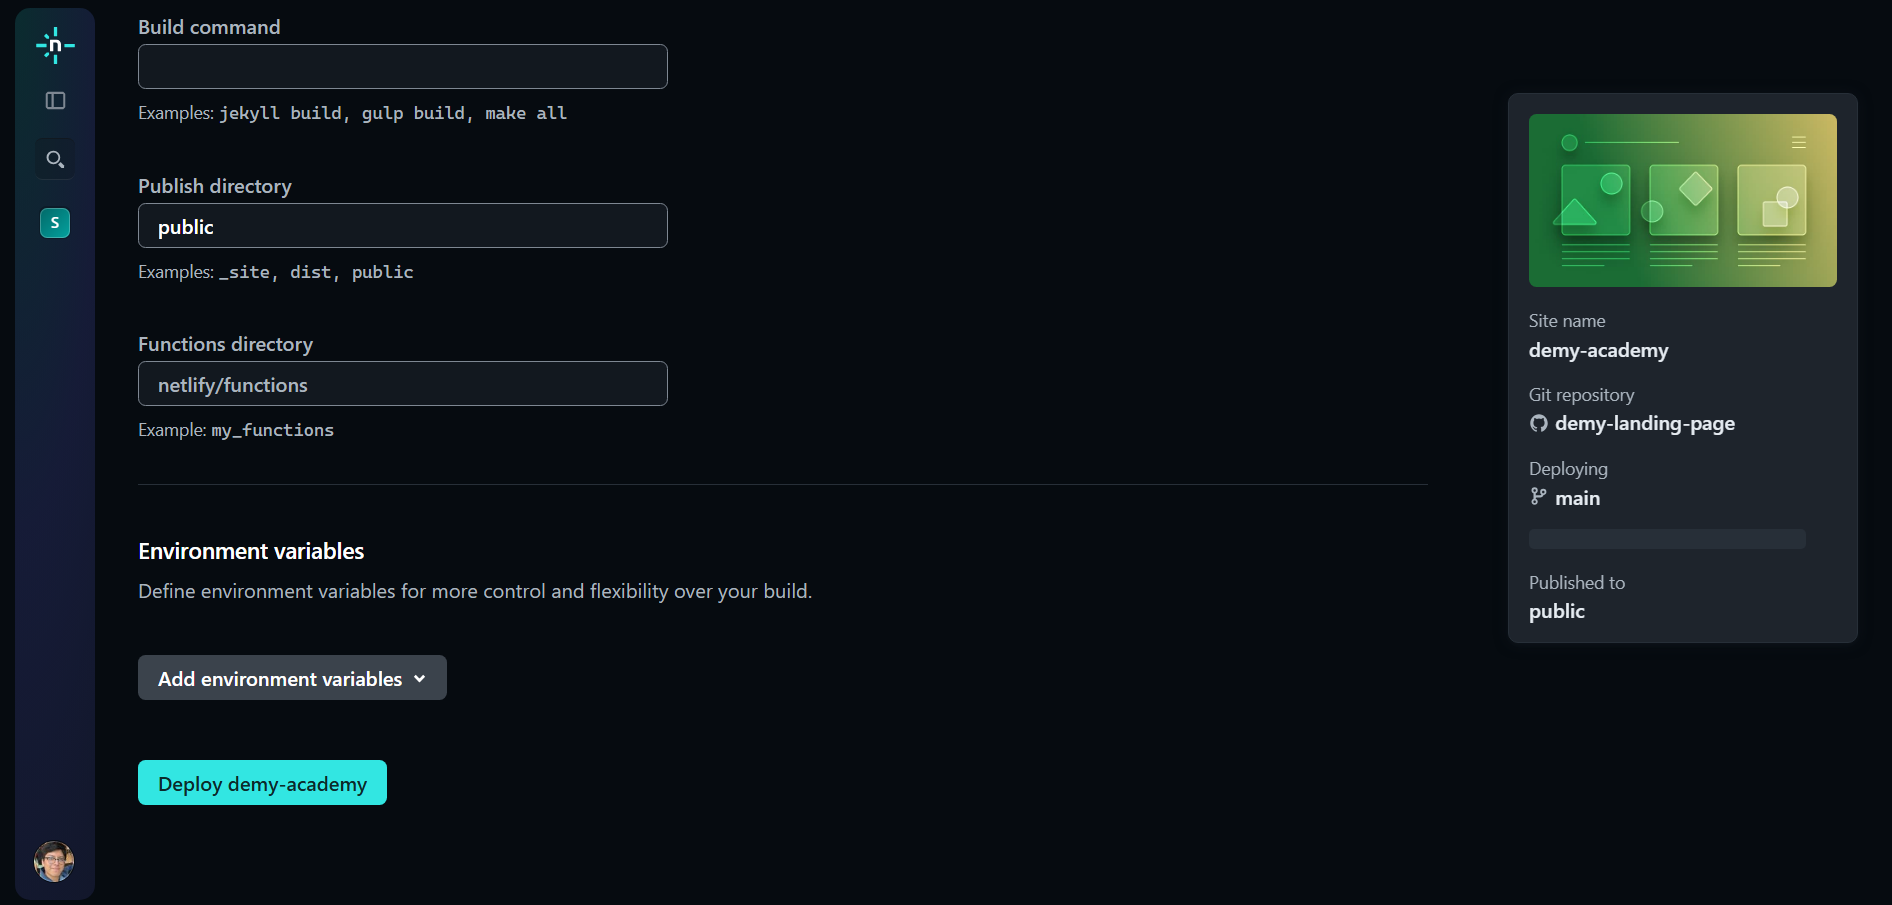 n
S
Build command
Examples: jekyll build, gulp build, make all
Publish directory
public
Examples: _site, dist, public
Functions directory
netlify/functions
Example: my_functions
Environment variables
Define environment variables for more control and flexibility over your build.
Add environment variables
Deploy demy-academy
Site name
demy-academy
Git repository
demy-landing-page
Deploying
main
Published to
public